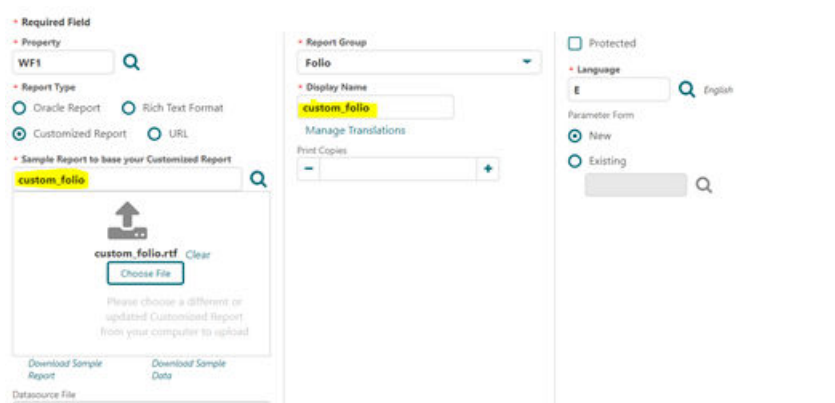 * Required Field
* Property
WF1
* Report Type
Oracle Report
Rich Text Format
Customized Report
URL
* Sample Report to base your Customized Report
custom_folio
custom_folio.rtf Clear
Choose File
Please choose a different or
updated Customized Report
from your computer to upload
Download Sample
Report
Download Sample
Data
Datasource File
* Report Group
Folio
* Display Name
custom_folio
Manage Translations
Print Copies
Protected
* Language
E
English
Parameter Form
New
Existing